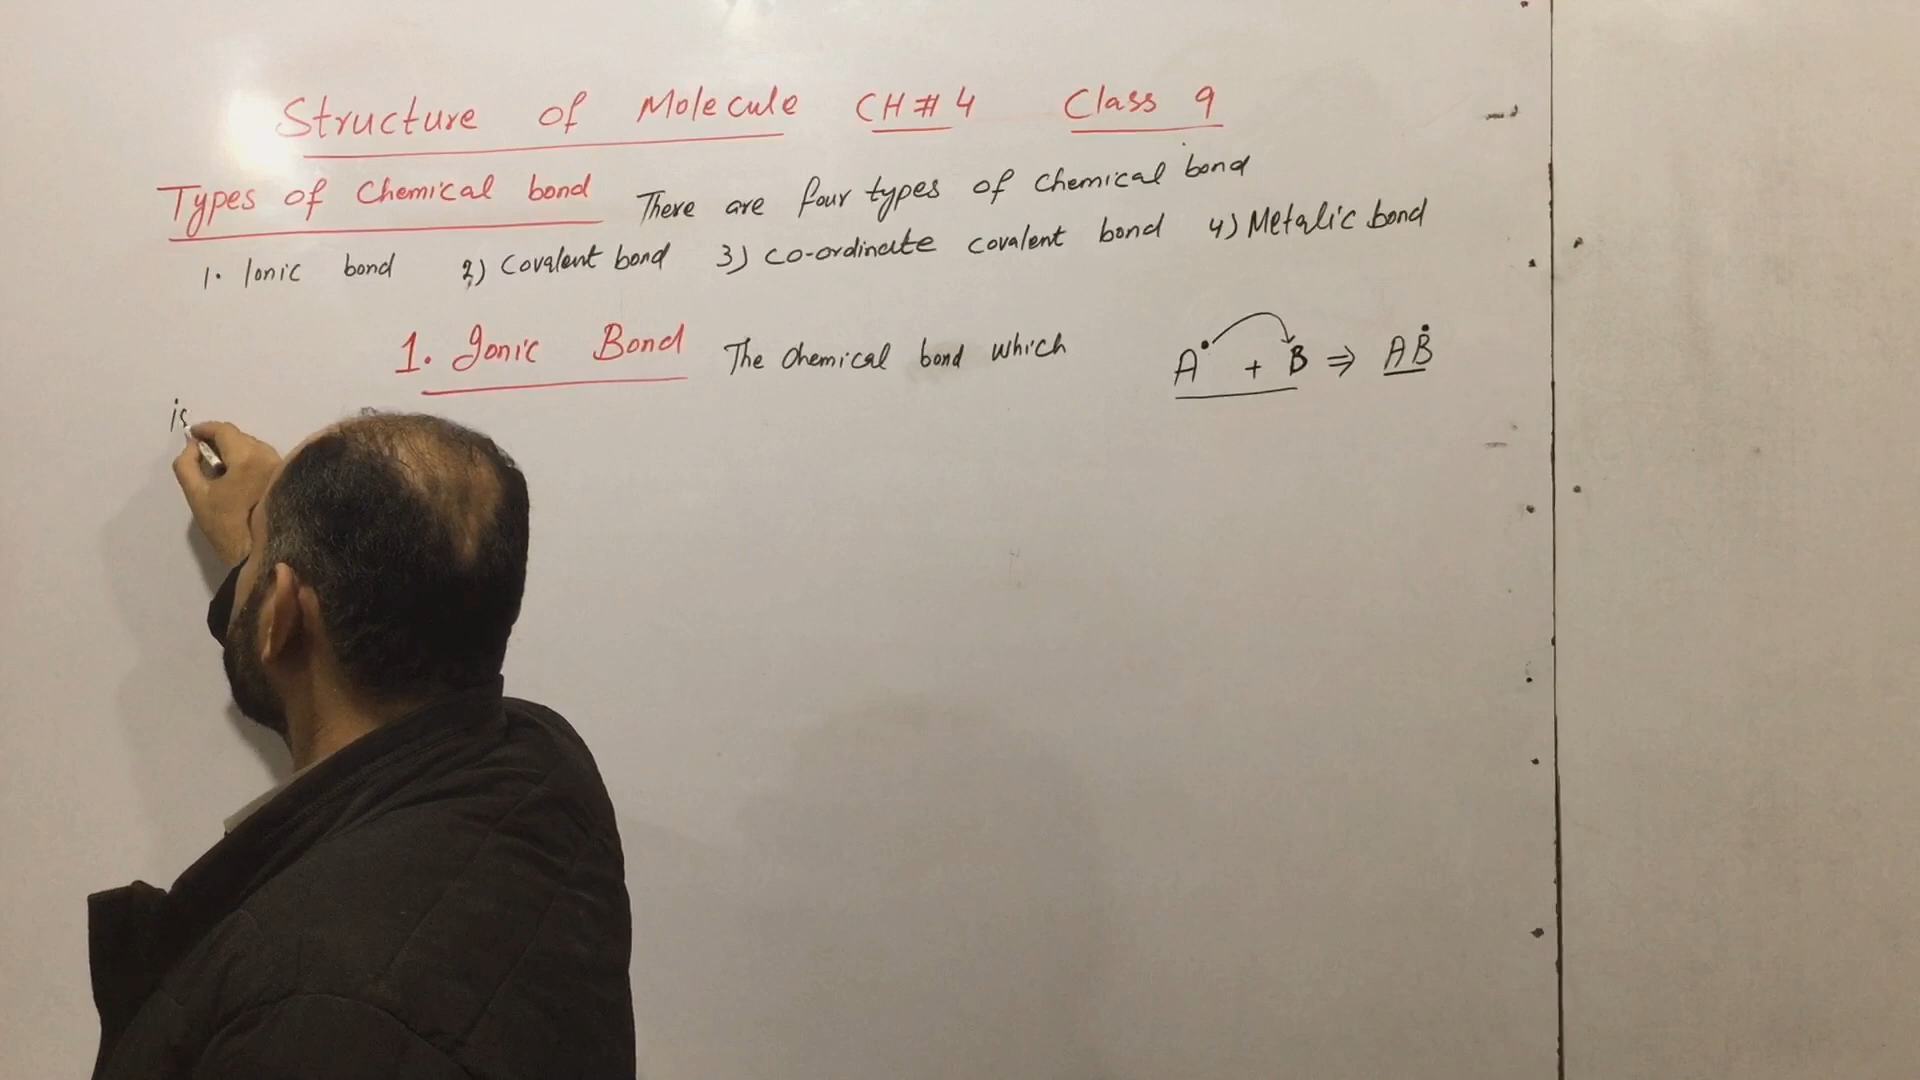 Structure of Molecule CH#4 Class 9
Types of Chemical bond There are four types of chemical bond
1. Ionic bond 2) Covalent bond 3) co-ordinate covalent bond 4) Metalic bond
1. Ionic Bond The chemical bond which A• + B ⇒ AḂ
is